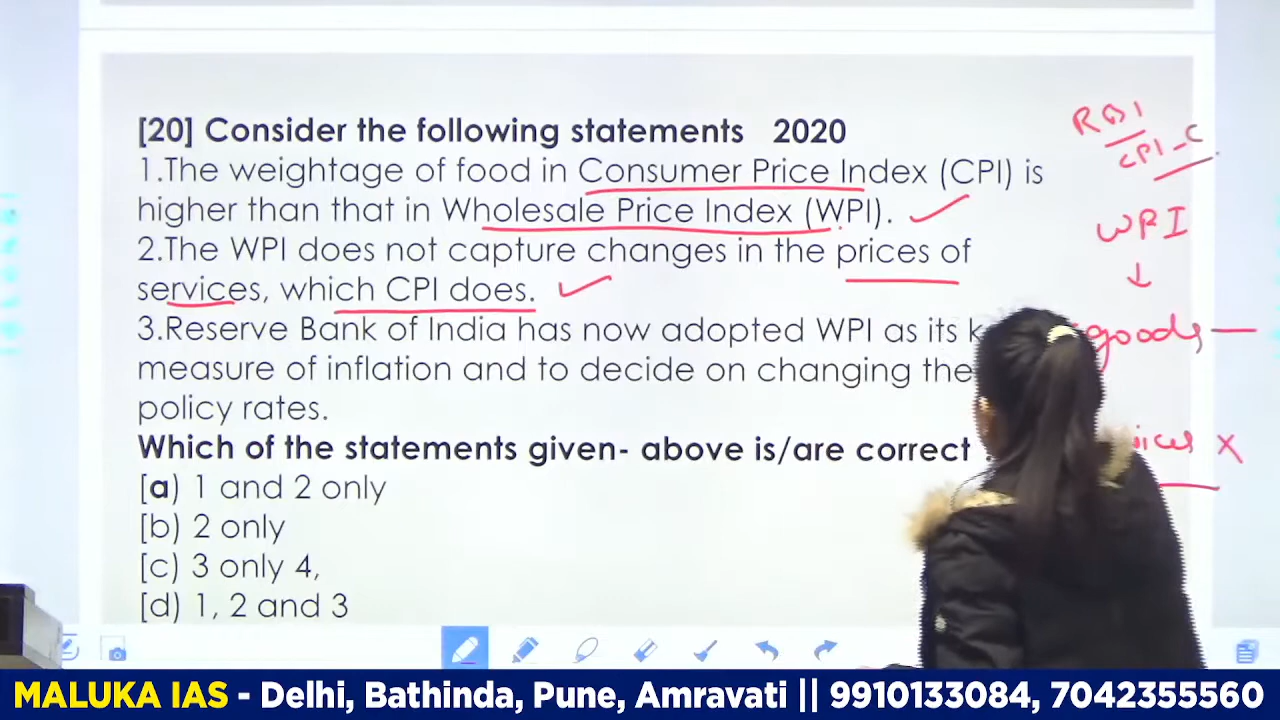 [20] Consider the following statements 2020
1.The weightage of food in Consumer Price Index (CPI) is
higher than that in Wholesale Price Index (WPI).
2.The WPI does not capture changes in the prices of
services, which CPI does.
3.Reserve Bank of India has now adopted WPI as its
measure of inflation and to decide on changing the
policy rates.
Which of the statements given- above is/are correct
[a) 1 and 2 only
[b) 2 only
[c) 3 only 4,
[d) 1, 2 and 3
RBI
CPI-C
WPI
goods
x
MALUKA IAS - Delhi, Bathinda, Pune, Amravati || 9910133084, 7042355560